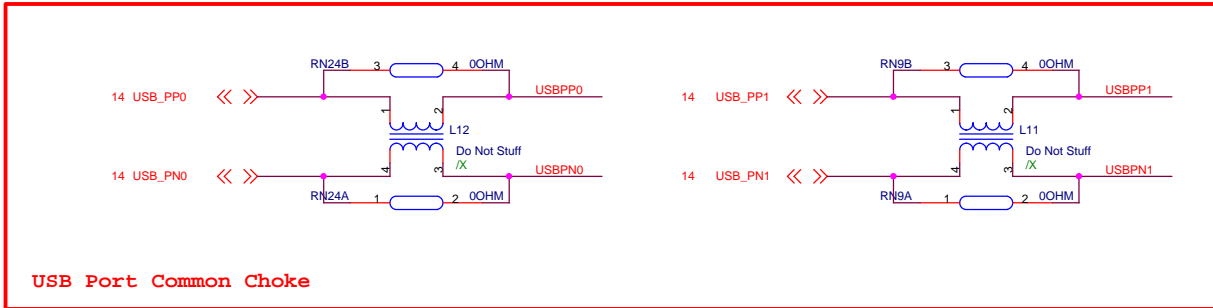 RN24B 3 4 0OHM
14 USB_PP0 USBPP0
1 2
L12
Do Not Stuff
/X
4 3
14 USB_PN0 USBPN0
RN24A 1 2 0OHM
RN9B 3 4 0OHM
14 USB_PP1 USBPP1
1 2
L11
Do Not Stuff
/X
4 3
14 USB_PN1 USBPN1
RN9A 1 2 0OHM
USB Port Common Choke